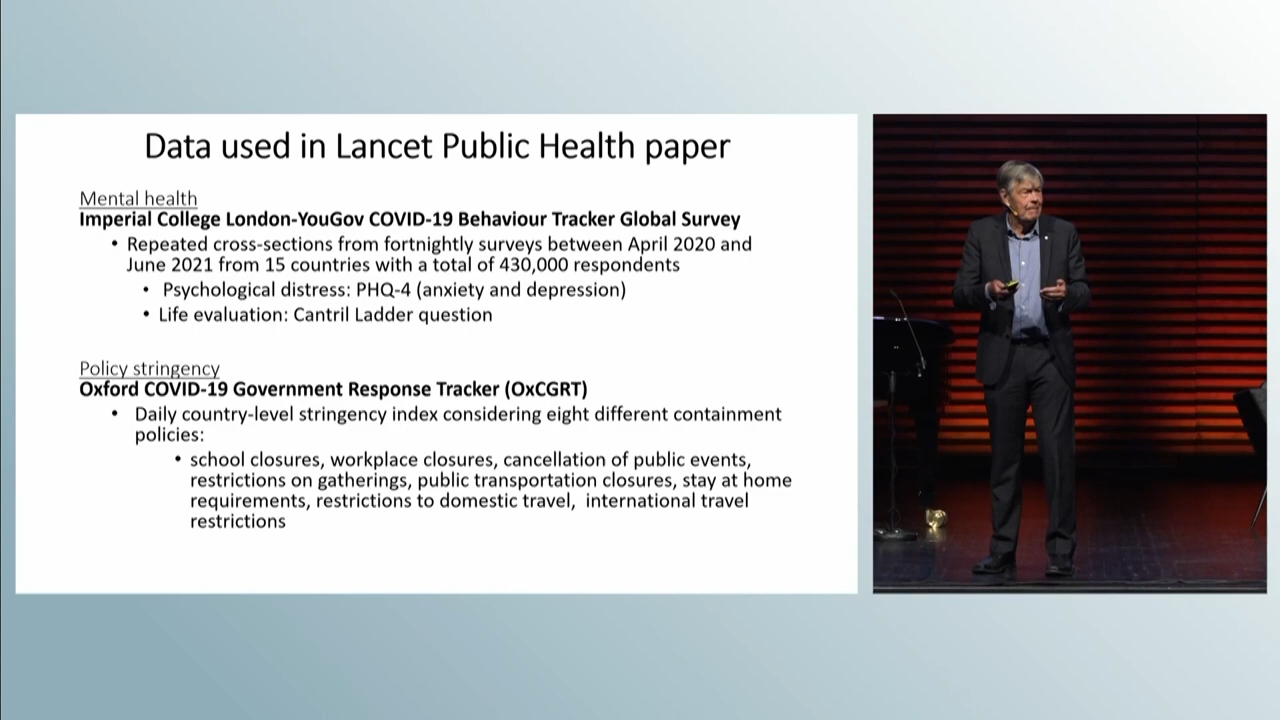 Data used in Lancet Public Health paper
Mental health
Imperial College London-YouGov COVID-19 Behaviour Tracker Global Survey
• Repeated cross-sections from fortnightly surveys between April 2020 and
June 2021 from 15 countries with a total of 430,000 respondents
• Psychological distress: PHQ-4 (anxiety and depression)
• Life evaluation: Cantril Ladder question
Policy stringency
Oxford COVID-19 Government Response Tracker (OxCGRT)
• Daily country-level stringency index considering eight different containment
policies:
• school closures, workplace closures, cancellation of public events,
restrictions on gatherings, public transportation closures, stay at home
requirements, restrictions to domestic travel, international travel
restrictions